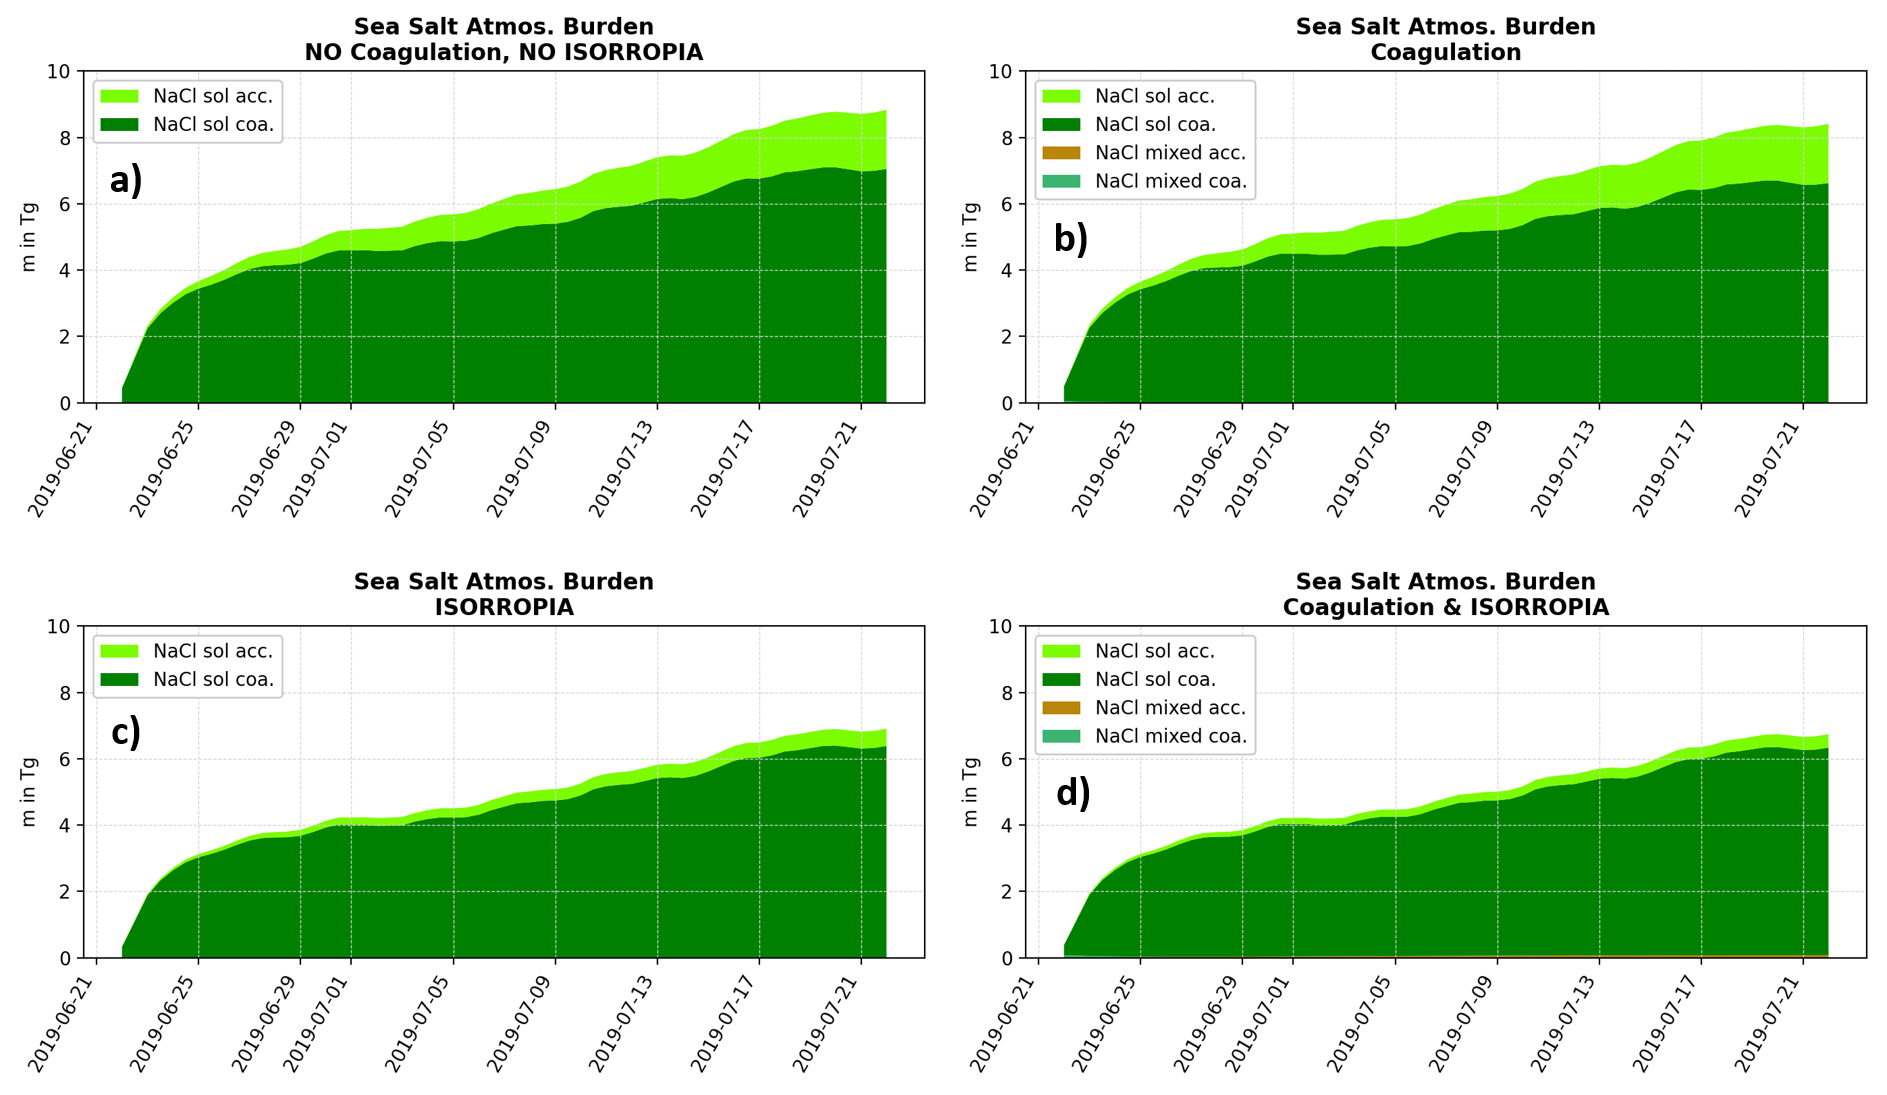 Sea Salt Atmos. Burden
NO Coagulation, NO ISORROPIA
NaCl sol acc.
NaCl sol coa.
a)
m in Tg
10
8
6
4
2
0
2019-06-21
2019-06-25
2019-06-29
2019-07-01
2019-07-05
2019-07-09
2019-07-13
2019-07-17
2019-07-21
Sea Salt Atmos. Burden
Coagulation
NaCl sol acc.
NaCl sol coa.
NaCl mixed acc.
NaCl mixed coa.
b)
m in Tg
10
8
6
4
2
0
2019-06-21
2019-06-25
2019-06-29
2019-07-01
2019-07-05
2019-07-09
2019-07-13
2019-07-17
2019-07-21
Sea Salt Atmos. Burden
ISORROPIA
NaCl sol acc.
NaCl sol coa.
c)
m in Tg
10
8
6
4
2
0
2019-06-21
2019-06-25
2019-06-29
2019-07-01
2019-07-05
2019-07-09
2019-07-13
2019-07-17
2019-07-21
Sea Salt Atmos. Burden
Coagulation & ISORROPIA
NaCl sol acc.
NaCl sol coa.
NaCl mixed acc.
NaCl mixed coa.
d)
m in Tg
10
8
6
4
2
0
2019-06-21
2019-06-25
2019-06-29
2019-07-01
2019-07-05
2019-07-09
2019-07-13
2019-07-17
2019-07-21